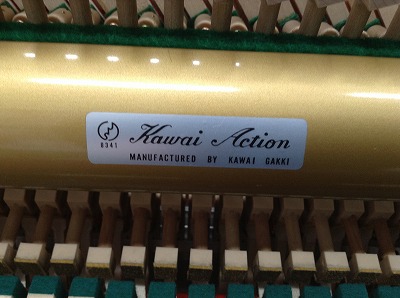 Kawai Action
8341
MANUFACTURED BY KAWAI GAKKI